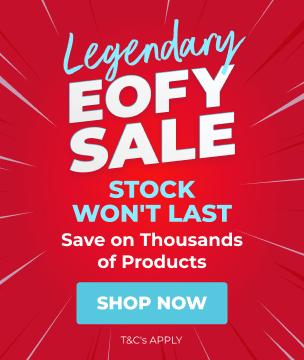 Legendary
EOFY
SALE
STOCK
WON'T LAST
Save on Thousands
of Products
SHOP NOW
T&C's APPLY